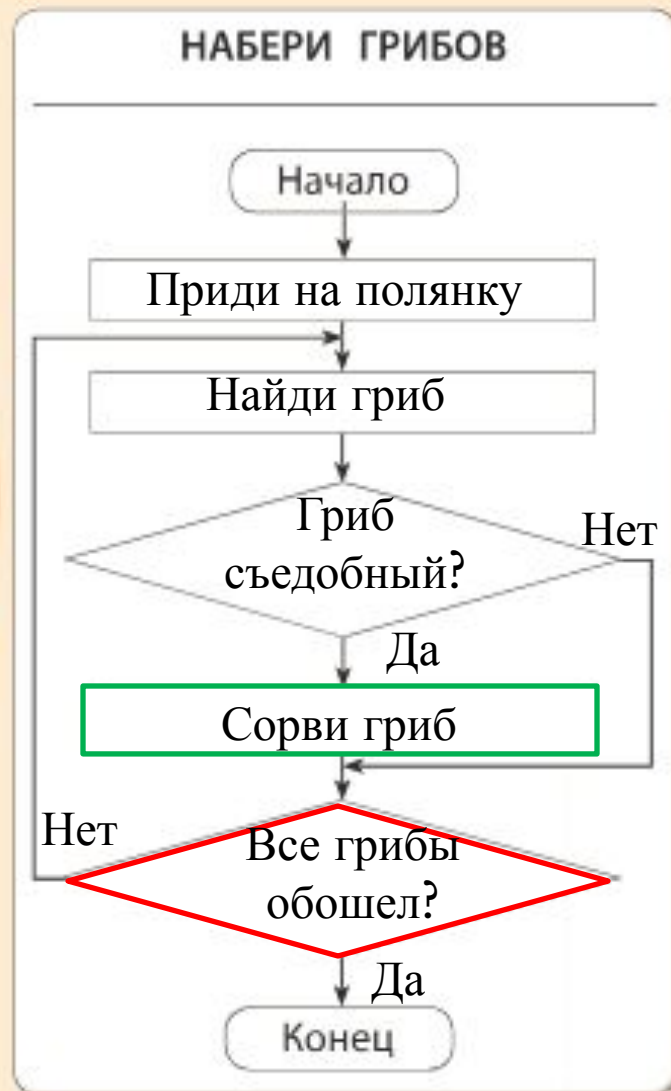 НАБЕРИ ГРИБОВ
Начало
Приди на полянку
Найди гриб
Гриб
съедобный?
Нет
Да
Сорви гриб
Нет
Все грибы
обошел?
Да
Конец